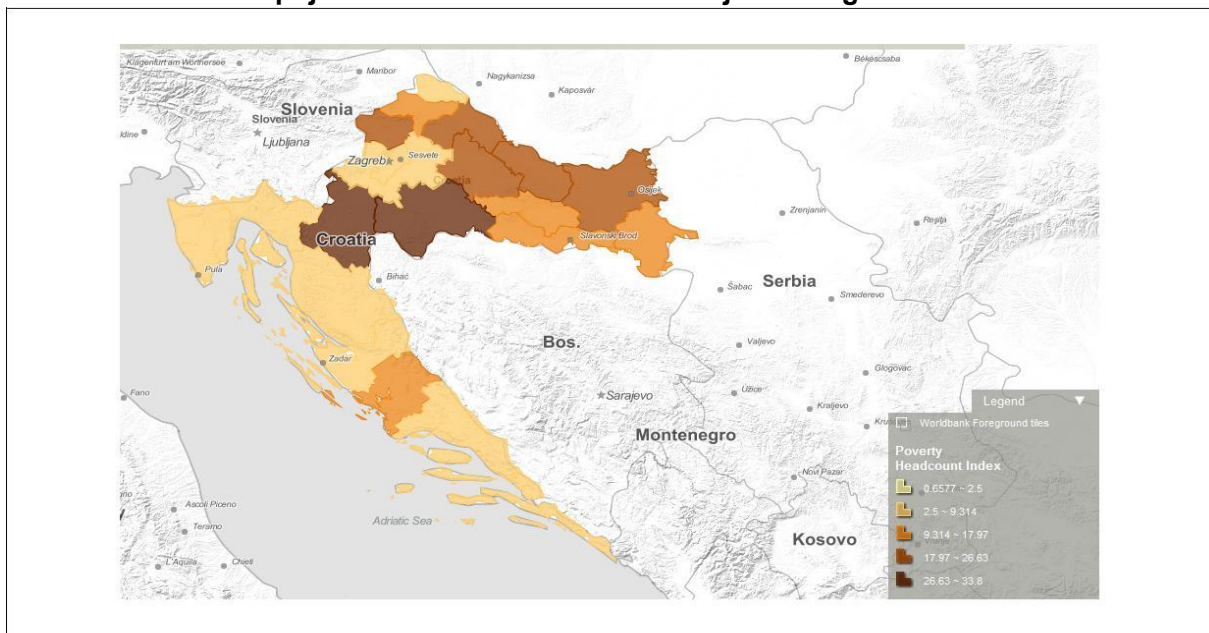 Klagenfurt am Worthersee
Maribor
Nagykanizsa
Kaposvár
Békéscsaba
Slovenia
Slovenia
Ljubljana
Zagreb
Sesvete
Croatia
Osijek
Zrenjanin
Resita
Croatia
Slavonski Brod
Pula
Bihać
Šabac
Serbia
Smederevo
Bos.
Valjevo
Zadar
Glogovac
Fano
Sarajevo
Užice
Kraljevo
Legend
Worldbank Foreground tiles
Montenegro
Poverty
Headcount Index
0.6577 ~ 2.5
2.5 ~ 9.314
9.314 ~ 17.97
17.97 ~ 26.63
26.63 ~ 33.8
Novi Pazar
Ascoli Piceno
Adriatic Sea
Teramo
Kosovo
L'Aquila
Chieti